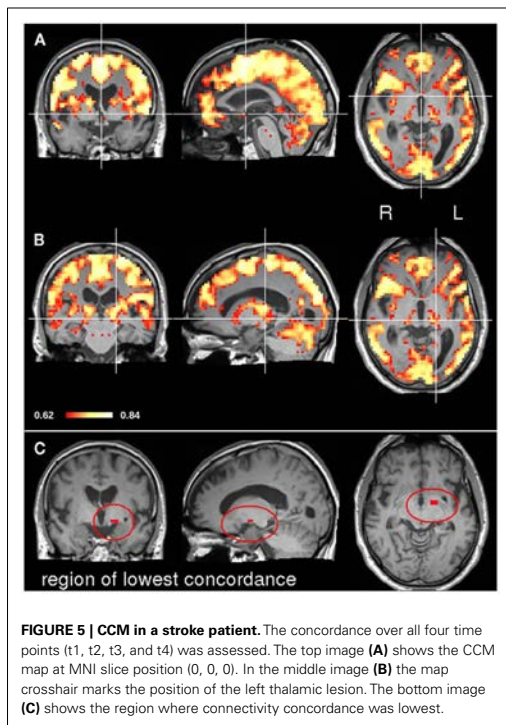 A
R L
B
0.62 0.84
C
region of lowest concordance
FIGURE 5 | CCM in a stroke patient. The concordance over all four time
points (t1, t2, t3, and t4) was assessed. The top image (A) shows the CCM
map at MNI slice position (0, 0, 0). In the middle image (B) the map
crosshair marks the position of the left thalamic lesion. The bottom image
(C) shows the region where connectivity concordance was lowest.